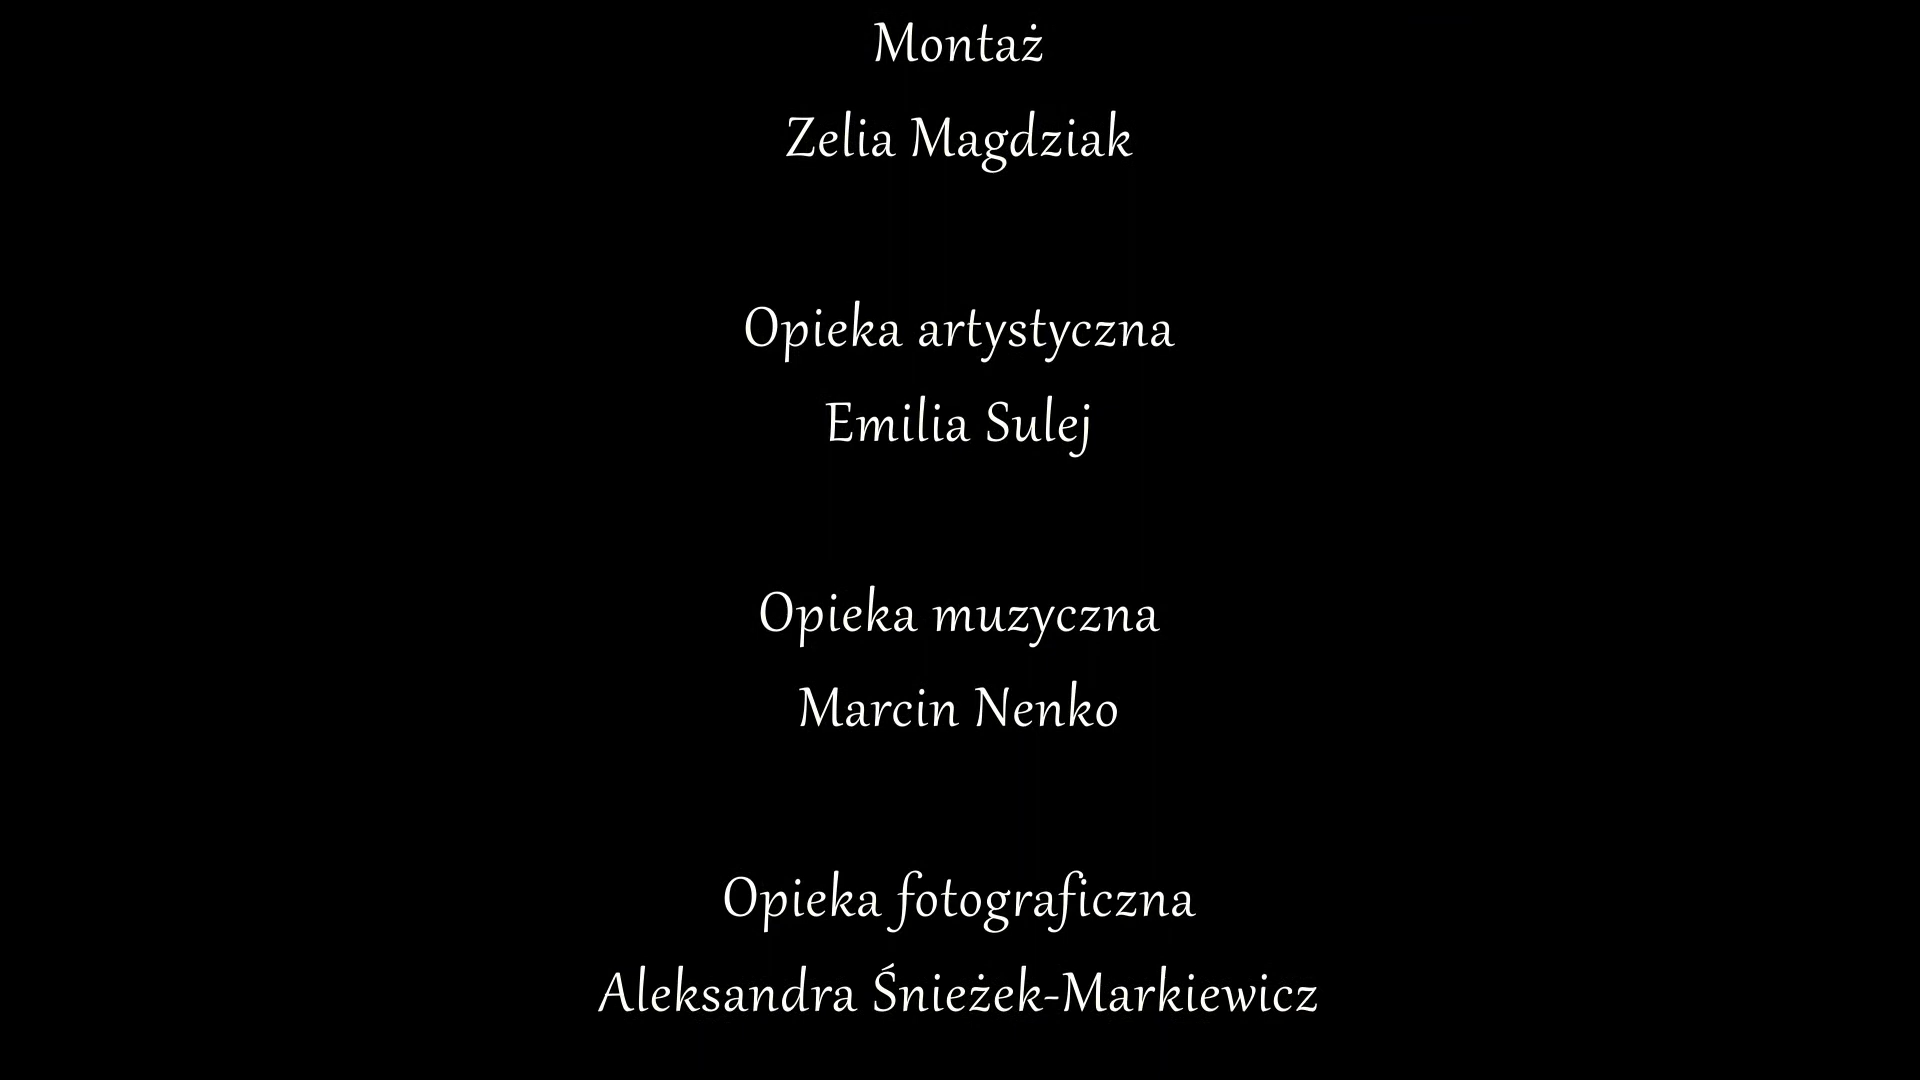 Montaż
Zelia Magdziak
Opieka artystyczna
Emilia Sulej
Opieka muzyczna
Marcin Nenko
Opieka fotograficzna
Aleksandra Śnieżek-Markiewicz